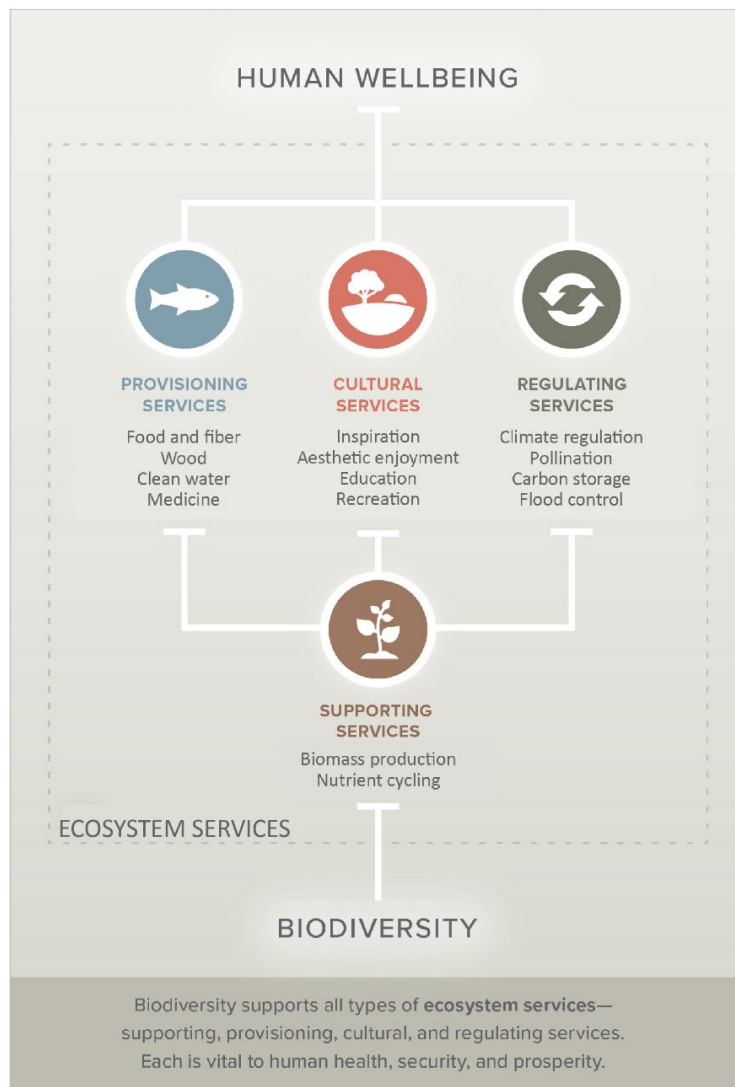 HUMAN WELLBEING
PROVISIONING
SERVICES
Food and fiber
Wood
Clean water
Medicine
CULTURAL
SERVICES
Inspiration
Aesthetic enjoyment
Education
Recreation
REGULATING
SERVICES
Climate regulation
Pollination
Carbon storage
Flood control
SUPPORTING
SERVICES
Biomass production
Nutrient cycling
ECOSYSTEM SERVICES
BIODIVERSITY
Biodiversity supports all types of ecosystem services—
supporting, provisioning, cultural, and regulating services.
Each is vital to human health, security, and prosperity.